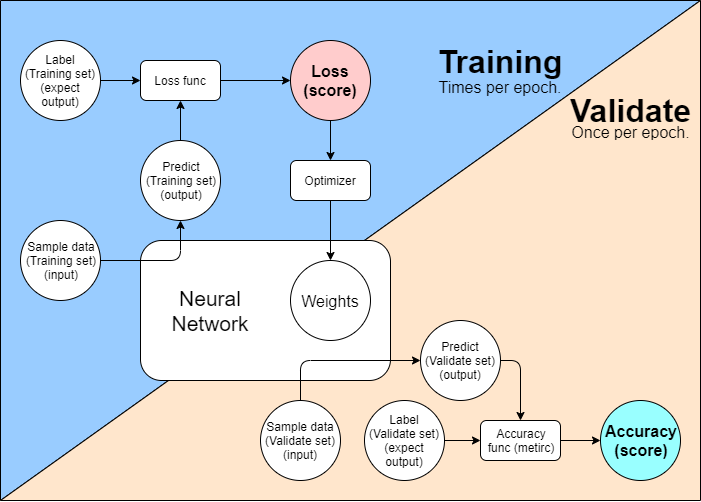 Training
Times per epoch.
Validate
Once per epoch.
Label
(Training set)
(expect
output)
Loss func
Loss
(score)
Predict
(Training set)
(output)
Optimizer
Sample data
(Training set)
(input)
Neural
Network
Weights
Predict
(Validate set)
(output)
Sample data
(Validate set)
(input)
Label
(Validate set)
(expect
output)
Accuracy
func (metirc)
Accuracy
(score)